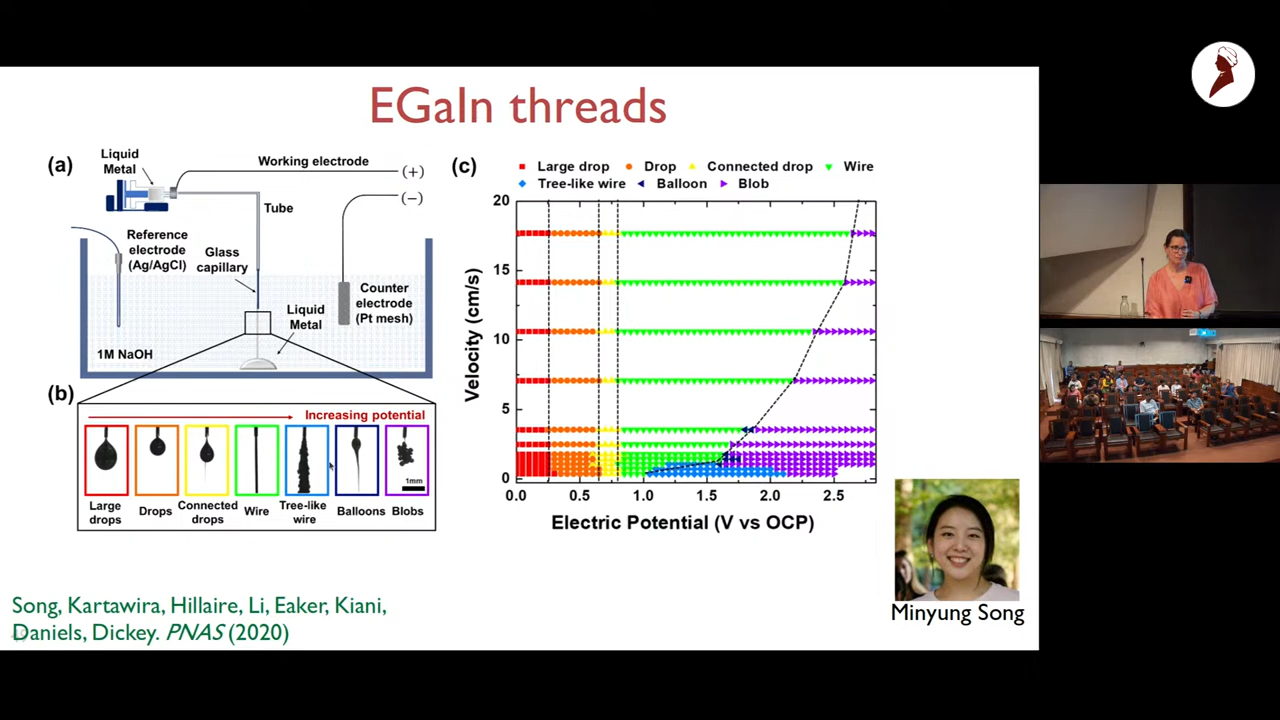 EGaIn threads
(a)
Liquid
Metal
Working electrode
(+)
(−)
Tube
Reference
electrode
(Ag/AgCl)
Glass
capillary
Liquid
Metal
Counter
electrode
(Pt mesh)
1M NaOH
(b)
Increasing potential
1mm
Large
drops
Drops
Connected
drops
Wire
Tree-like
wire
Balloons
Blobs
(c)
Large drop
Drop
Connected drop
Wire
Tree-like wire
Balloon
Blob
Velocity (cm/s)
20
15
10
5
0
0.0 0.5 1.0 1.5 2.0 2.5
Electric Potential (V vs OCP)
Minyung Song
Song, Kartawira, Hillaire, Li, Eaker, Kiani,
Daniels, Dickey. PNAS (2020)